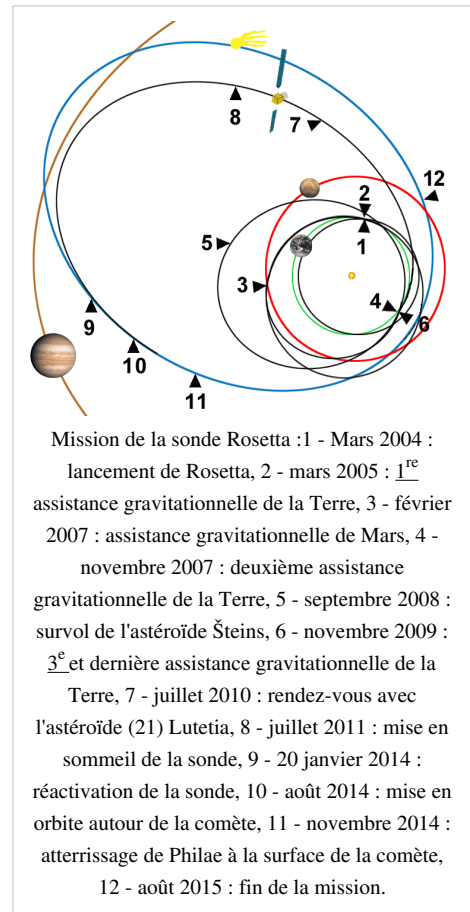 8
7
12
2
1
5
3
4
6
9
10
11
Mission de la sonde Rosetta :1 - Mars 2004 :
lancement de Rosetta, 2 - mars 2005 : 1re
assistance gravitationnelle de la Terre, 3 - février
2007 : assistance gravitationnelle de Mars, 4 -
novembre 2007 : deuxième assistance
gravitationnelle de la Terre, 5 - septembre 2008 :
survol de l'astéroïde Šteins, 6 - novembre 2009 :
3e et dernière assistance gravitationnelle de la
Terre, 7 - juillet 2010 : rendez-vous avec
l'astéroïde (21) Lutetia, 8 - juillet 2011 : mise en
sommeil de la sonde, 9 - 20 janvier 2014 :
réactivation de la sonde, 10 - août 2014 : mise en
orbite autour de la comète, 11 - novembre 2014 :
atterrissage de Philae à la surface de la comète,
12 - août 2015 : fin de la mission.